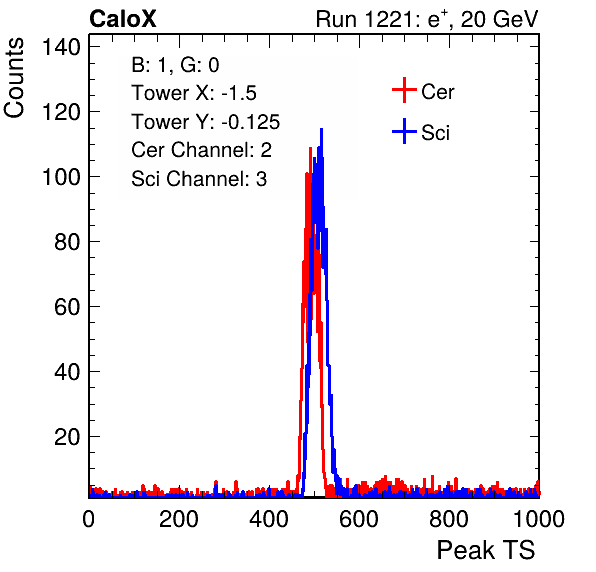 CaloX Run 1221: e⁺, 20 GeV
Counts
140
120
100
80
60
40
20
B: 1, G: 0
Tower X: -1.5
Tower Y: -0.125
Cer Channel: 2
Sci Channel: 3
Cer
Sci
0 200 400 600 800 1000
Peak TS